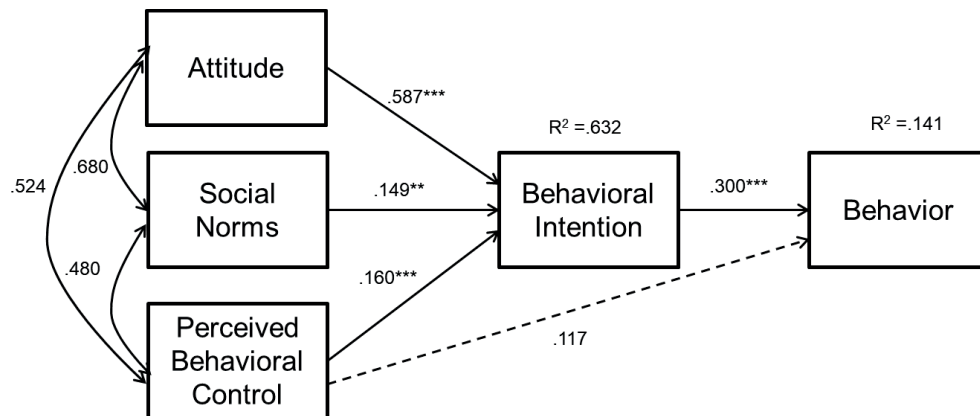 Attitude
.587***
R² =.632
R² =.141
.680
.524
Social
Norms
.149**
Behavioral
Intention
.300***
Behavior
.480
.160***
Perceived
Behavioral
Control
.117